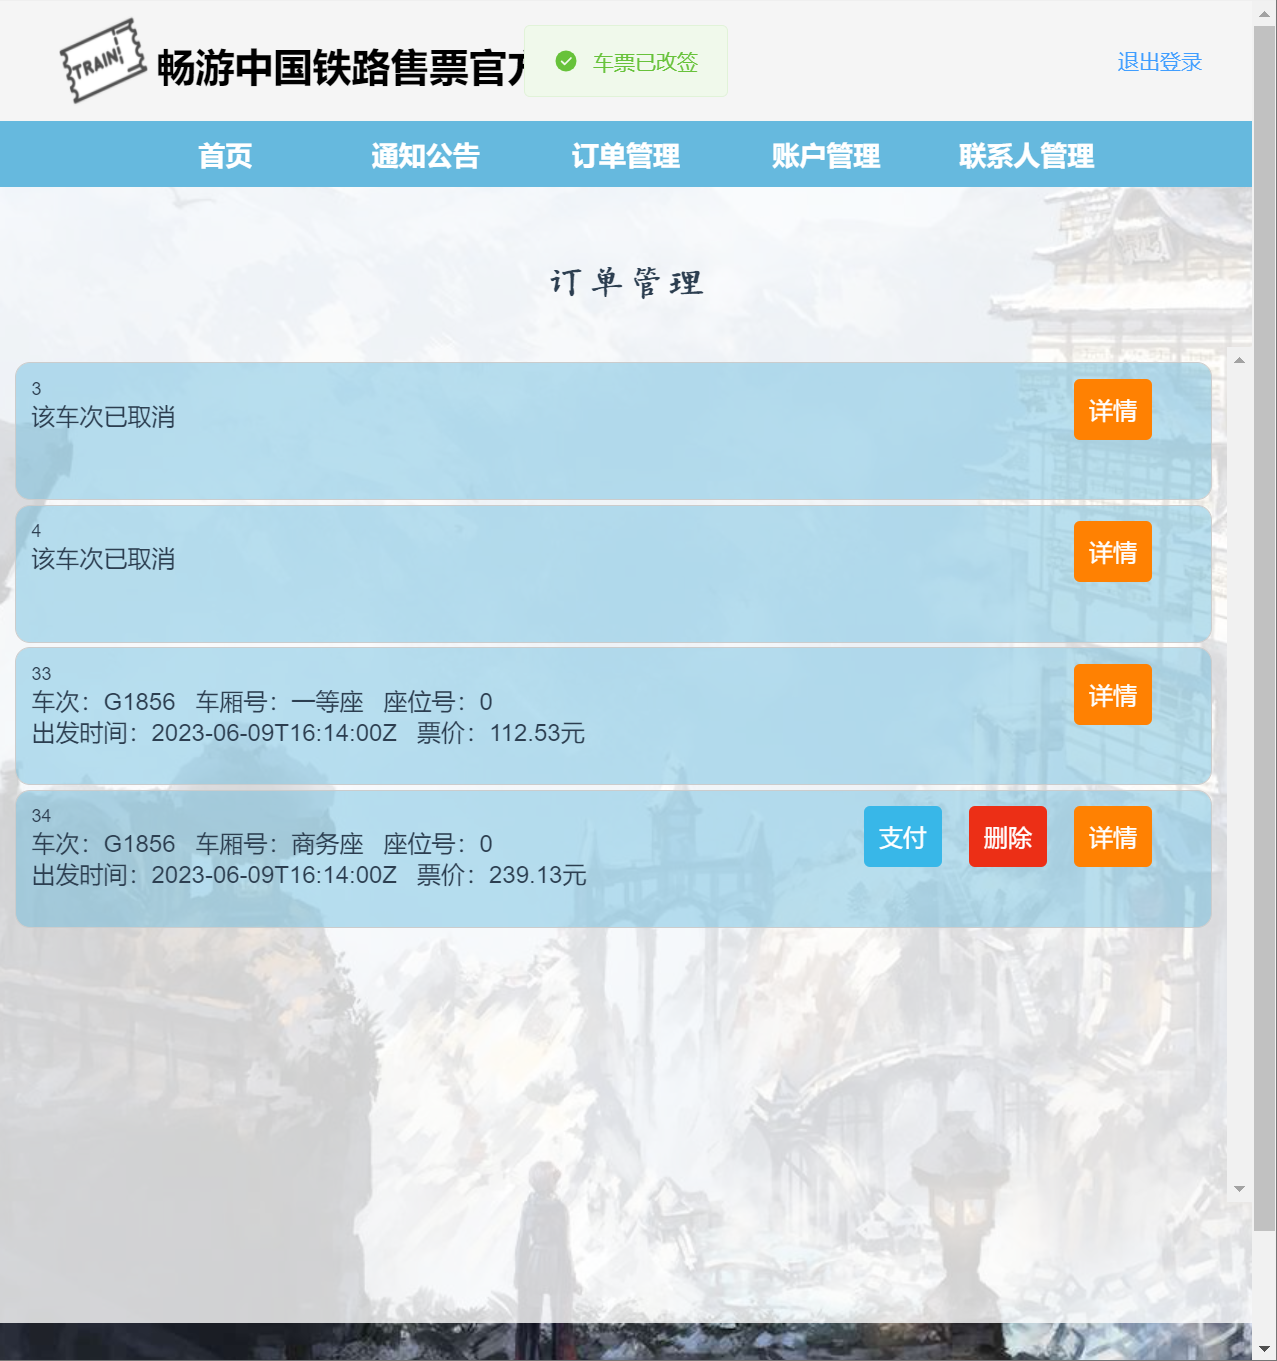 TRAIN!
畅游中国铁路售票官方
车票已改签
退出登录
首页 通知公告 订单管理 账户管理 联系人管理
订单管理
3
该车次已取消
详情
4
该车次已取消
详情
33
车次：G1856 车厢号：一等座 座位号：0
出发时间：2023-06-09T16:14:00Z 票价：112.53元
详情
34
车次：G1856 车厢号：商务座 座位号：0
出发时间：2023-06-09T16:14:00Z 票价：239.13元
支付 删除 详情